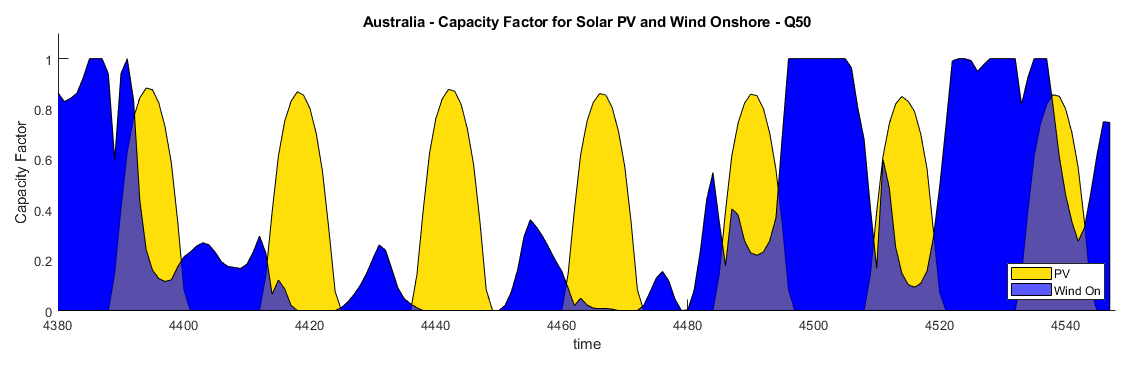 Australia - Capacity Factor for Solar PV and Wind Onshore - Q50
Capacity Factor
1
0.8
0.6
0.4
0.2
0
4380 4400 4420 4440 4460 4480 4500 4520 4540
time
PV
Wind On